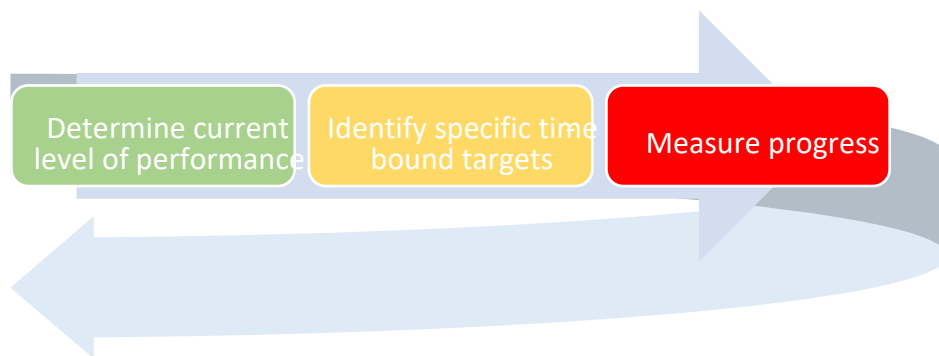 Determine current
level of performance
Identify specific time
bound targets
Measure progress